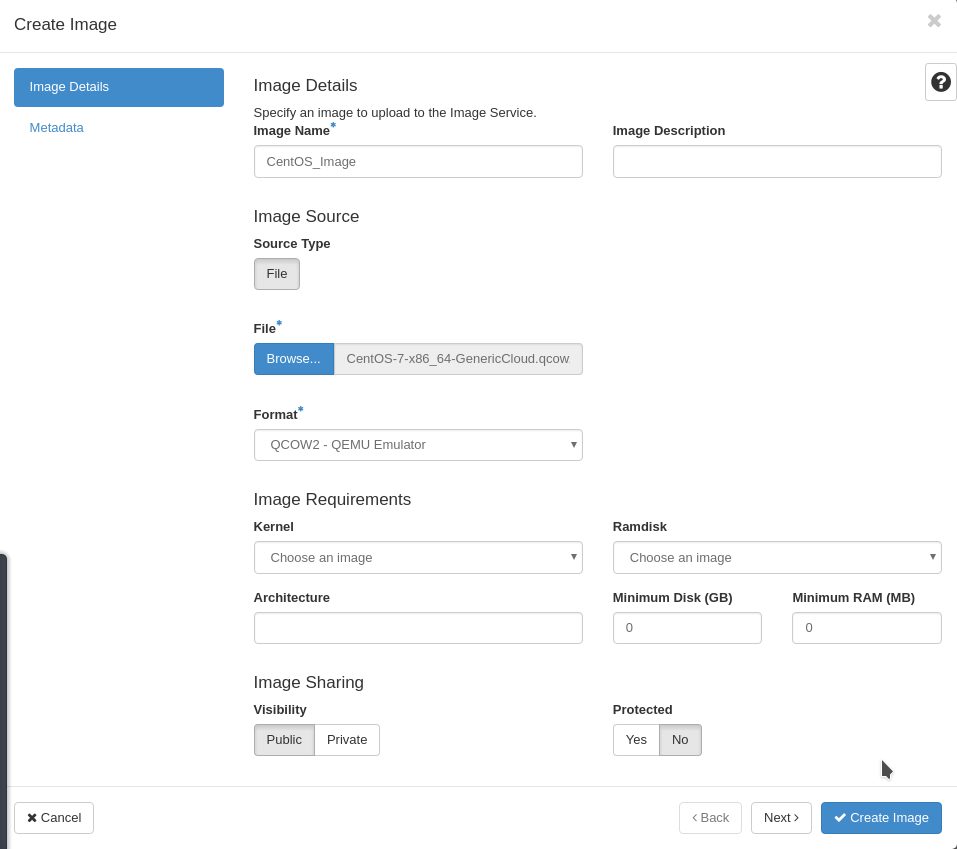 Create Image
Image Details
Metadata
Image Details
Specify an image to upload to the Image Service.
Image Name*
Image Description
CentOS_Image
Image Source
Source Type
File
File*
Browse...
CentOS-7-x86_64-GenericCloud.qcow
Format*
QCOW2 - QEMU Emulator
Image Requirements
Kernel
Ramdisk
Choose an image
Choose an image
Architecture
Minimum Disk (GB)
Minimum RAM (MB)
0
0
Image Sharing
Visibility
Protected
Public
Private
Yes
No
Cancel
Back
Next
Create Image